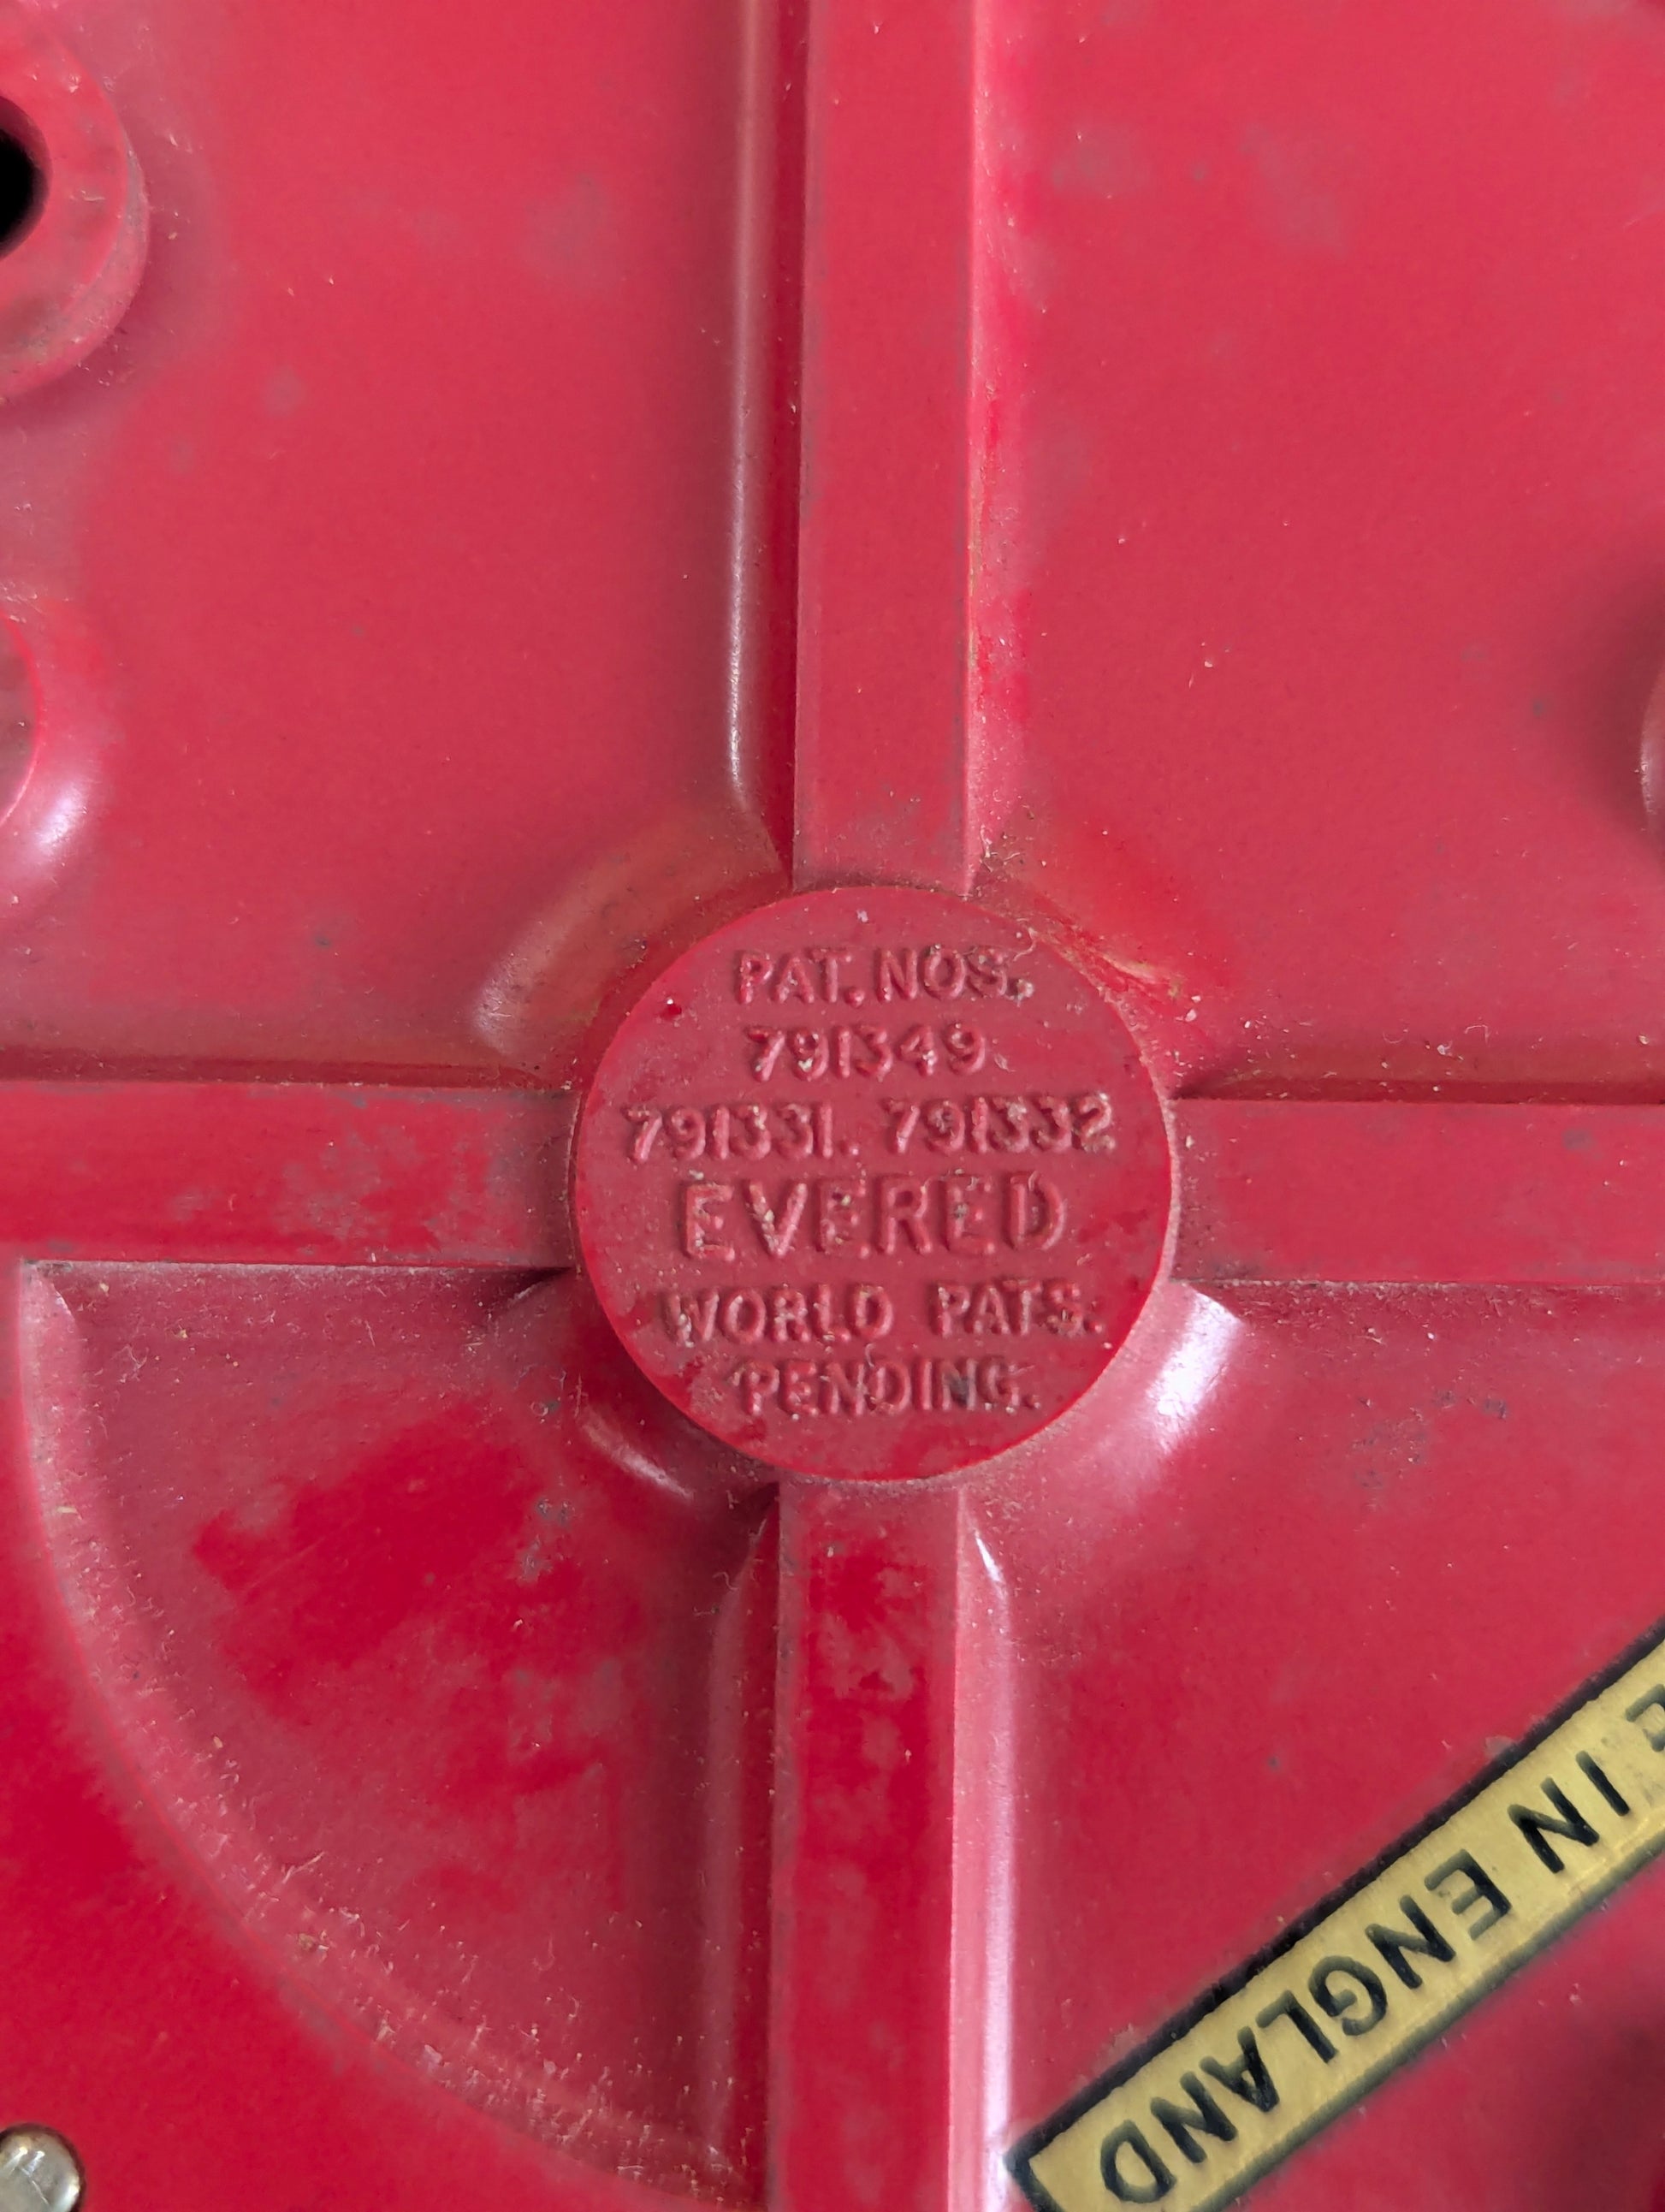 PAT. NOS.
791349.
791331. 791332
EVERED
WORLD PATS.
PENDING.
E IN ENGLAND